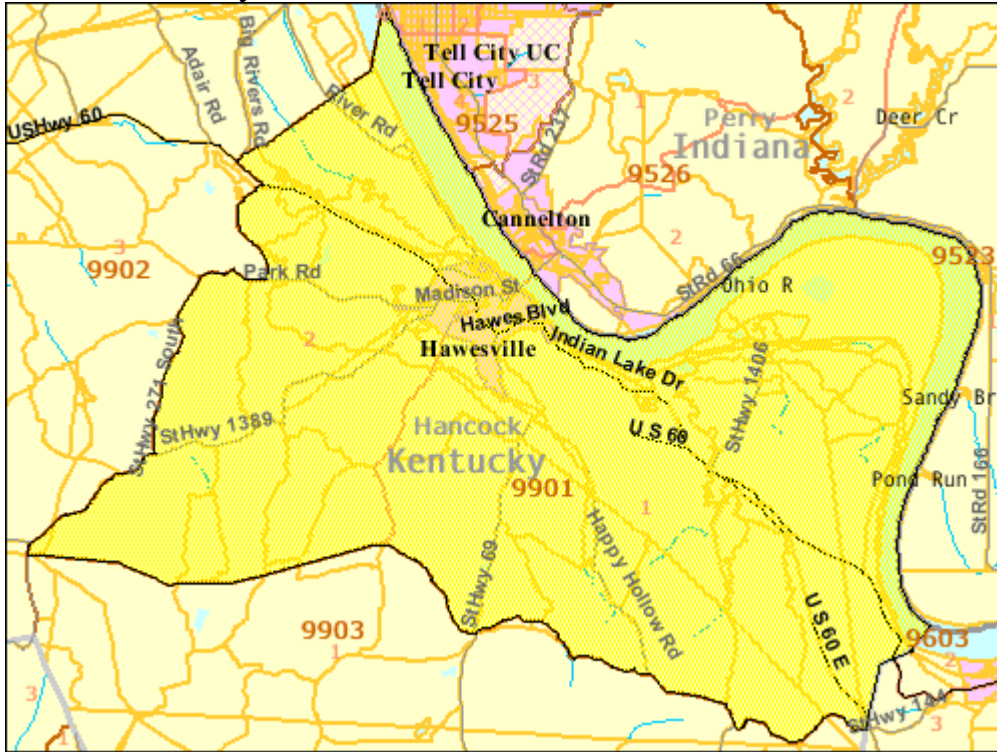 Tell City UC
Tell City
3
Big Rivers Rd
Adair Rd
River Rd
USHwy 60
9525
StRd 237
1
2
Perry
Indiana
Deer Cr
9526
Cannelton
2
StRd 66
9523
3
9902
Park Rd
Madison St
Ohio R
Hawes Blvd
Hawesville
Indian Lake Dr
2
StHwy 271 South
StHwy 1389
StHwy 1406
Sandy Br
U S 60
Hancock
Kentucky
9901
1
Pond Run
StRd 166
StHwy 69
Happy Hollow Rd
U S 60 E
9903
1
9603
2
StHwy 144
3
3
1